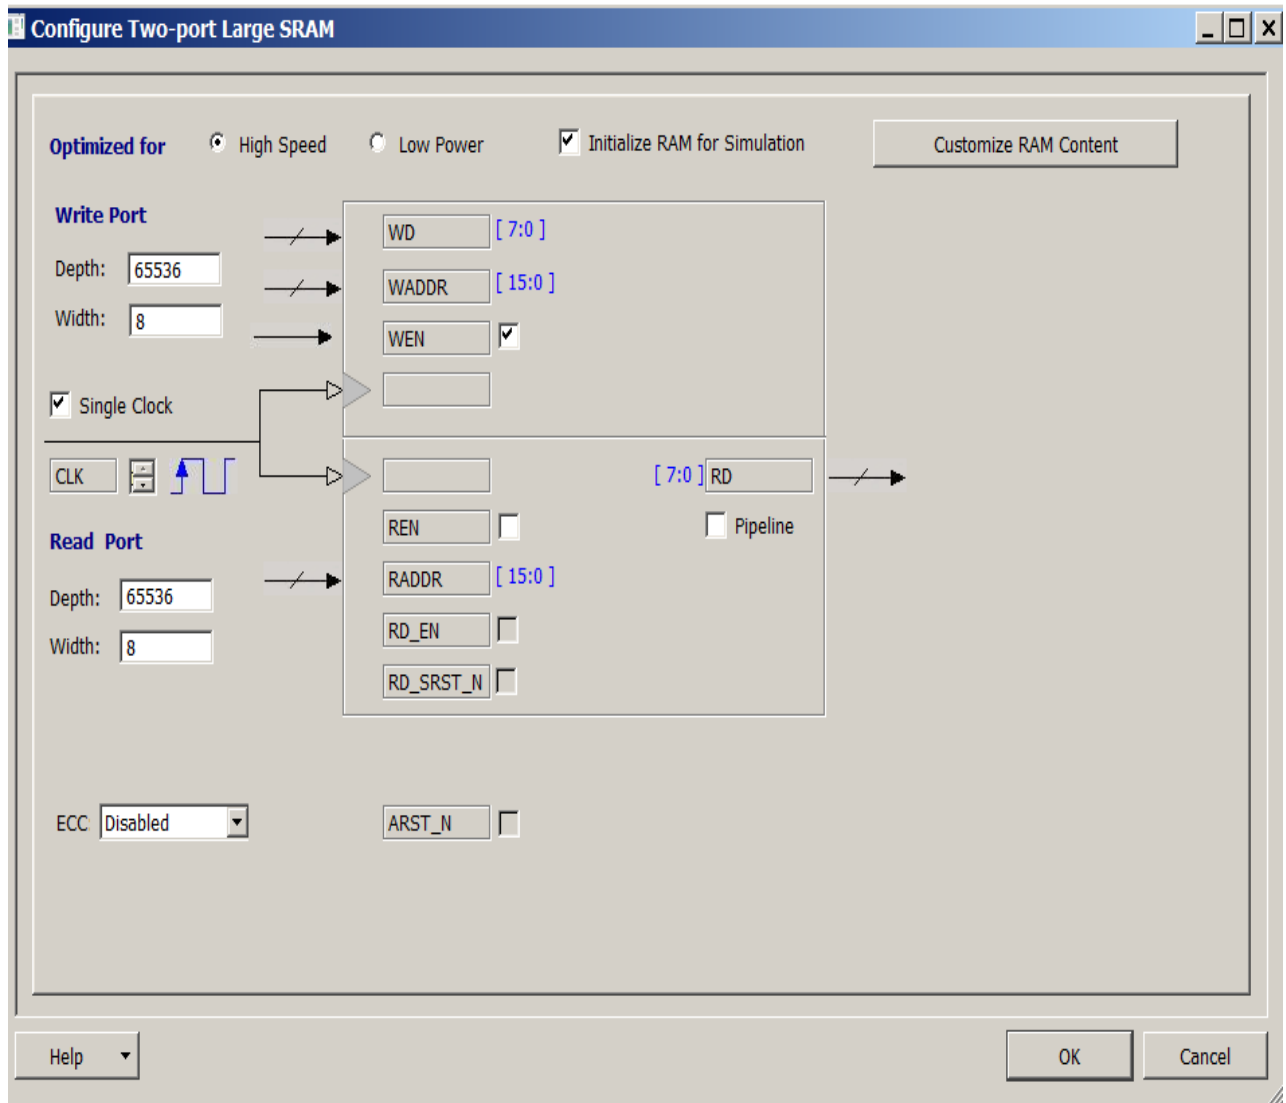 Configure Two-port Large SRAM
Optimized for High Speed Low Power Initialize RAM for Simulation Customize RAM Content
Write Port
WD [ 7:0 ]
Depth: 65536
WADDR [ 15:0 ]
Width: 8
WEN
Single Clock
CLK
[ 7:0 ] RD
REN Pipeline
Read Port
RADDR [ 15:0 ]
Depth: 65536
RD_EN
Width: 8
RD_SRST_N
ECC Disabled ARST_N
Help OK Cancel